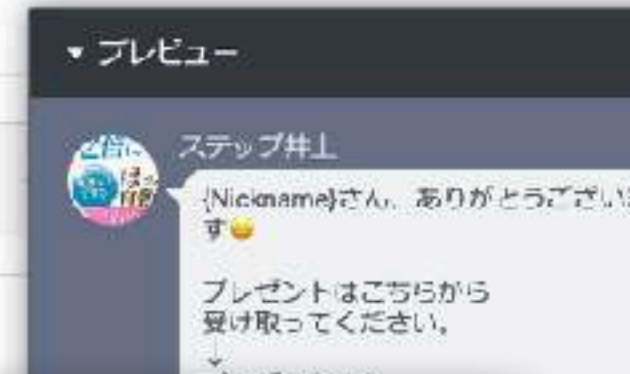 ▼ プレビュー
ステップ井上
{Nickname}さん、ありがとうござい
す😀
プレゼントはこちらから
受け取ってください。
↓